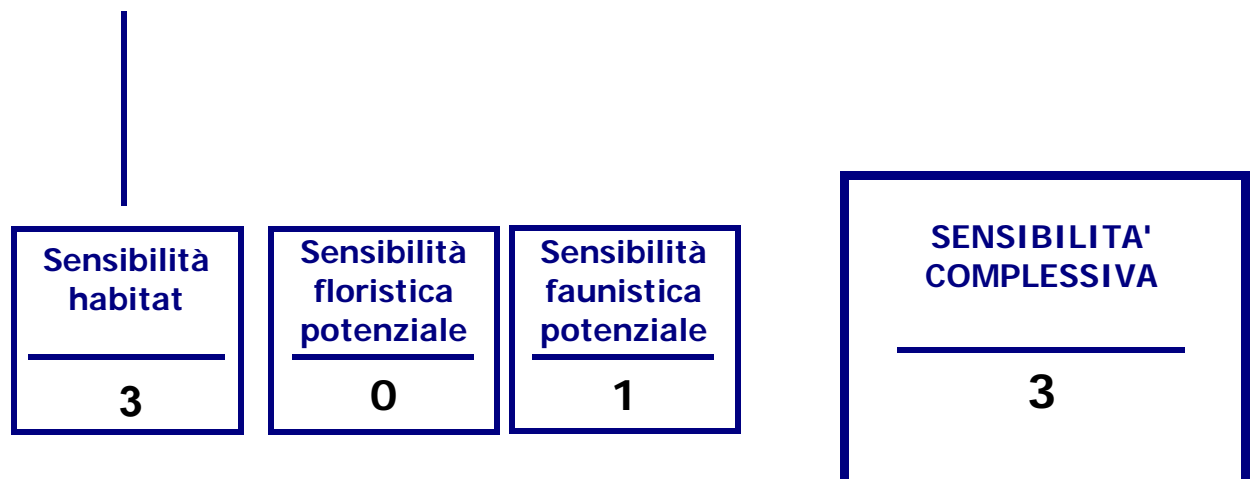 Sensibilità
habitat
3
Sensibilità
floristica
potenziale
0
Sensibilità
faunistica
potenziale
1
SENSIBILITA'
COMPLESSIVA
3